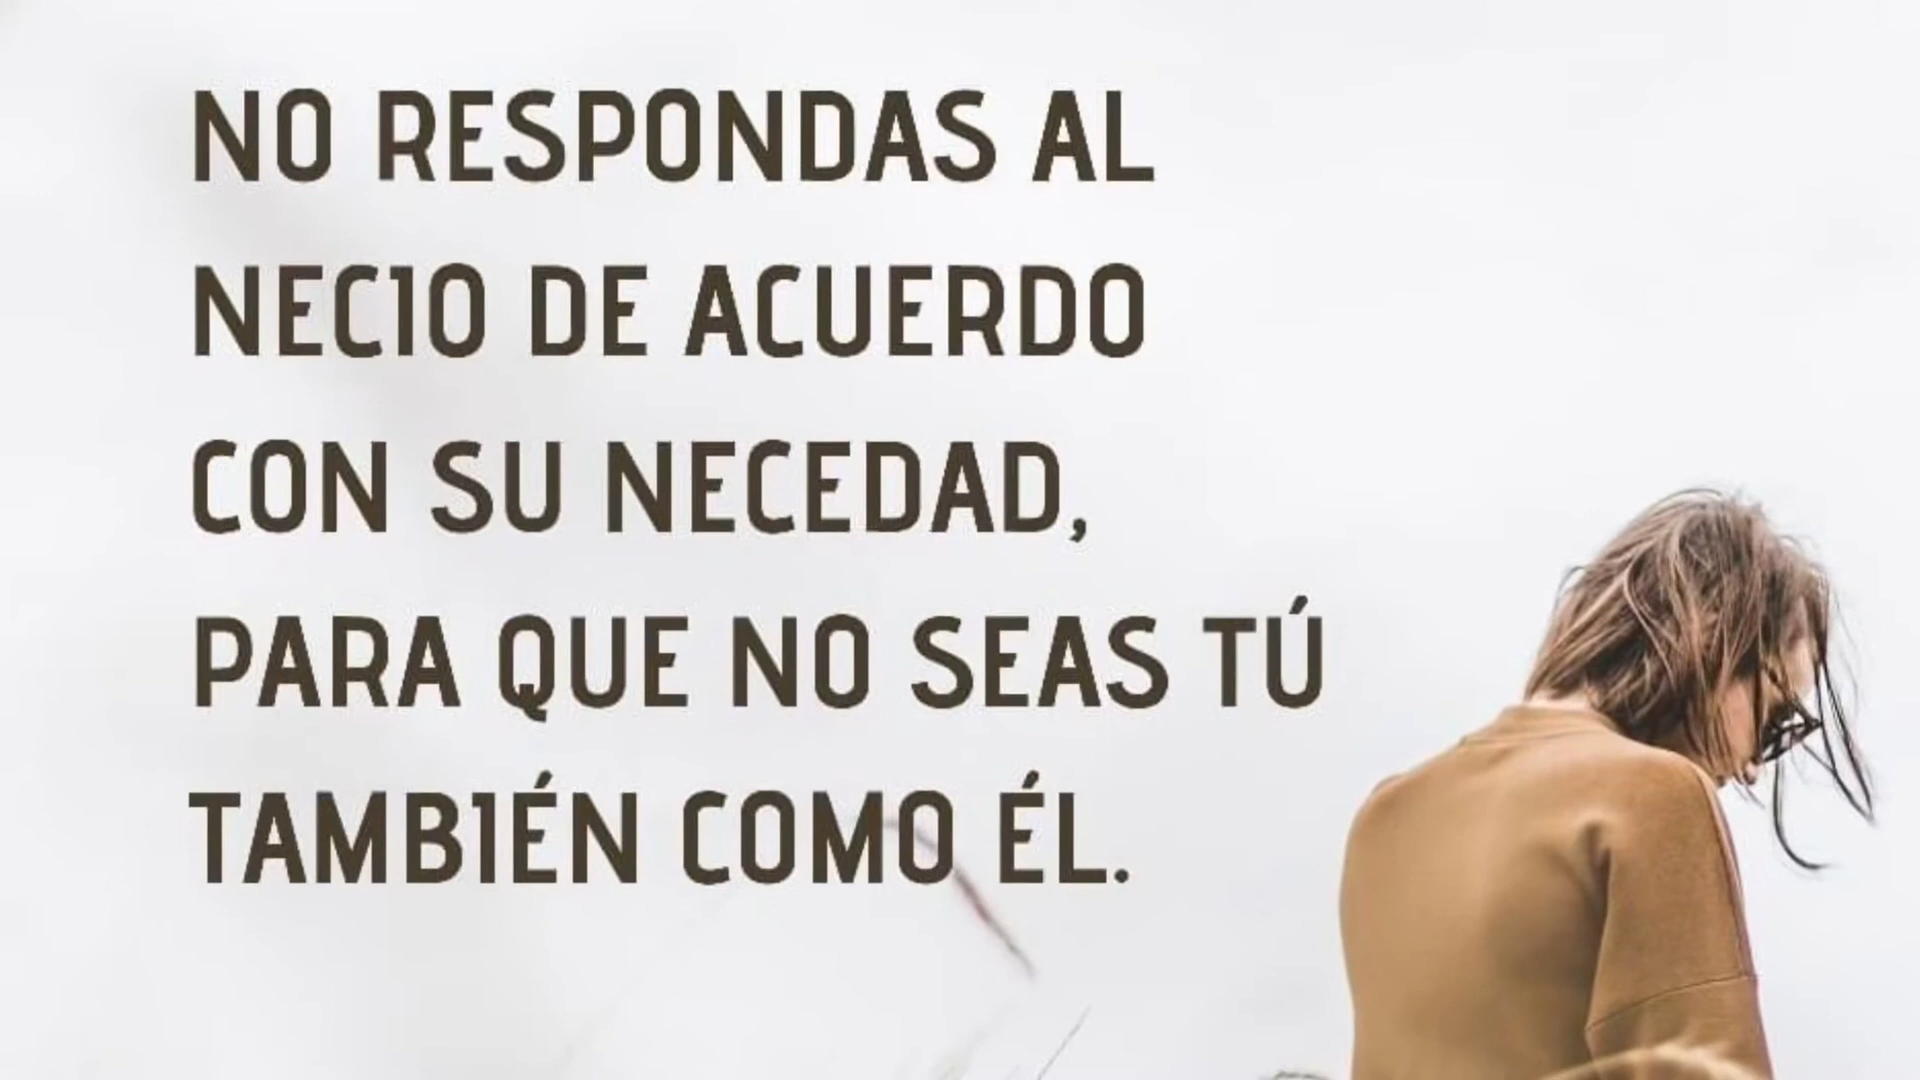 NO RESPONDAS AL
NECIO DE ACUERDO
CON SU NECEDAD,
PARA QUE NO SEAS TÚ
TAMBIÉN COMO ÉL.